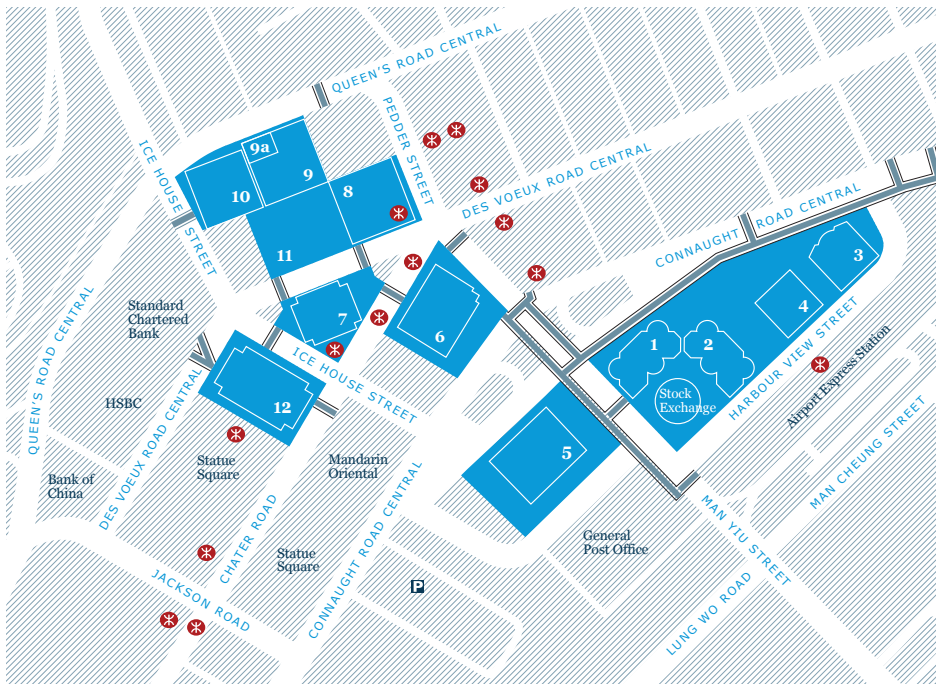 QUEEN'S ROAD CENTRAL
PEDDER STREET
ICE HOUSE STREET
9a
9
10
8
DES VOEUX ROAD CENTRAL
11
CONNAUGHT ROAD CENTRAL
3
4
Standard
Chartered
Bank
7
6
1
2
HARBOUR VIEW STREET
Airport Express Station
QUEEN'S ROAD CENTRAL
ICE HOUSE STREET
12
HSBC
DES VOEUX ROAD CENTRAL
Stock
Exchange
MAN CHEUNG STREET
5
Statue
Square
Mandarin
Oriental
Bank of
China
CHATER ROAD
CONNAUGHT ROAD CENTRAL
General
Post Office
MAN YIU STREET
Statue
Square
JACKSON ROAD
P
LUNG WO ROAD